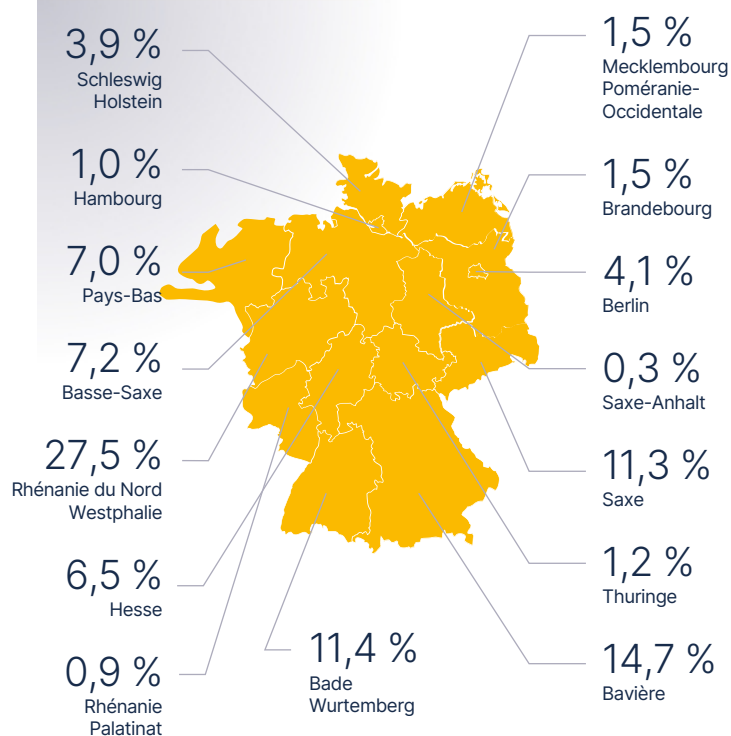 3,9 %
Schleswig
Holstein
1,0 %
Hambourg
7,0 %
Pays-Bas
7,2 %
Basse-Saxe
27,5 %
Rhénanie du Nord
Westphalie
6,5 %
Hesse
0,9 %
Rhénanie
Palatinat
11,4 %
Bade
Wurtemberg
1,5 %
Mecklembourg
Poméranie-
Occidentale
1,5 %
Brandebourg
4,1 %
Berlin
0,3 %
Saxe-Anhalt
11,3 %
Saxe
1,2 %
Thuringe
14,7 %
Bavière